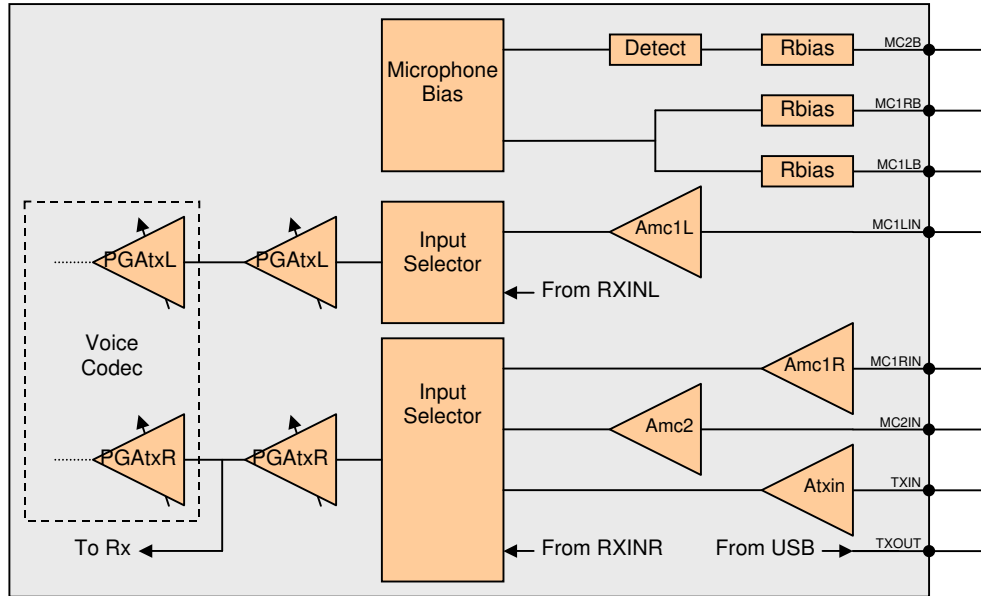 Microphone
Bias
Detect
Rbias
MC2B
Rbias
MC1RB
Rbias
MC1LB
PGAtxL
PGAtxL
Input
Selector
Amc1L
MC1LIN
From RXINL
Voice
Codec
Input
Selector
Amc1R
MC1RIN
Amc2
MC2IN
PGAtxR
PGAtxR
Atxin
TXIN
To Rx
From RXINR
From USB
TXOUT